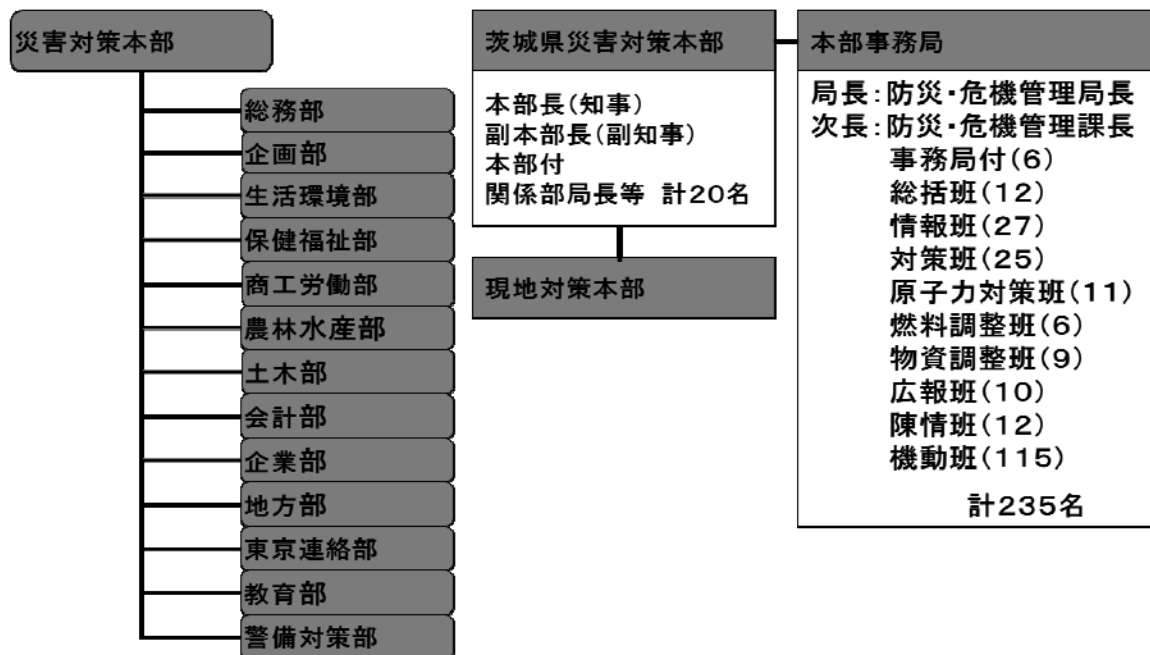 災害対策本部
総務部
企画部
生活環境部
保健福祉部
商工労働部
農林水産部
土木部
会計部
企業部
地方部
東京連絡部
教育部
警備対策部
茨城県災害対策本部
本部長(知事)
副本部長(副知事)
本部付
関係部局長等 計20名
現地対策本部
本部事務局
局長:防災・危機管理局長
次長:防災・危機管理課長
事務局付(6)
総括班(12)
情報班(27)
対策班(25)
原子力対策班(11)
燃料調整班(6)
物資調整班(9)
広報班(10)
陳情班(12)
機動班(115)
計235名